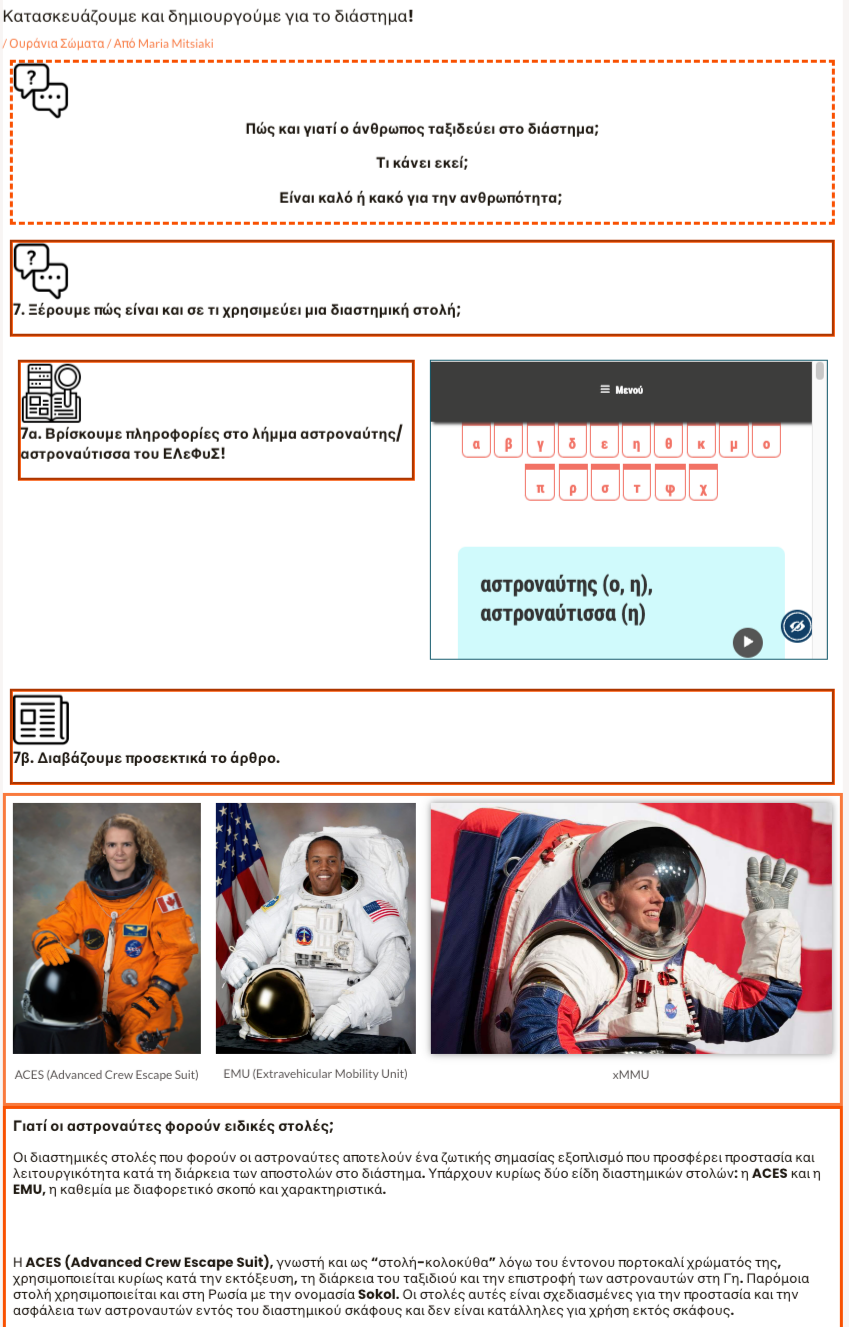 Κατασκευάζουμε και δημιουργούμε για το διάστημα!
/ Ουράνια Σώματα / Από Maria Mitsiaki
Πώς και γιατί ο άνθρωπος ταξιδεύει στο διάστημα;
Τι κάνει εκεί;
Είναι καλό ή κακό για την ανθρωπότητα;
7. Ξέρουμε πώς είναι και σε τι χρησιμεύει μια διαστημική στολή;
7α. Βρίσκουμε πληροφορίες στο λήμμα αστροναύτης/
αστροναύτισσα του ΕΛεΦυΣ!
≡ Μενού
α β γ δ ε η θ κ μ ο
π ρ σ τ φ χ
αστροναύτης (ο, η),
αστροναύτισσα (η)
7β. Διαβάζουμε προσεκτικά το άρθρο.
NASA
NASA
ACES (Advanced Crew Escape Suit)
EMU (Extravehicular Mobility Unit)
xMMU
Γιατί οι αστροναύτες φορούν ειδικές στολές;
Οι διαστημικές στολές που φορούν οι αστροναύτες αποτελούν ένα ζωτικής σημασίας εξοπλισμό που προσφέρει προστασία και
λειτουργικότητα κατά τη διάρκεια των αποστολών στο διάστημα. Υπάρχουν κυρίως δύο είδη διαστημικών στολών: η ACES και η
EMU, η καθεμία με διαφορετικό σκοπό και χαρακτηριστικά.
Η ACES (Advanced Crew Escape Suit), γνωστή και ως “στολή-κολοκύθα” λόγω του έντονου πορτοκαλί χρώματός της,
χρησιμοποιείται κυρίως κατά την εκτόξευση, τη διάρκεια του ταξιδιού και την επιστροφή των αστροναυτών στη Γη. Παρόμοια
στολή χρησιμοποιείται και στη Ρωσία με την ονομασία Sokol. Οι στολές αυτές είναι σχεδιασμένες για την προστασία και την
ασφάλεια των αστροναυτών εντός του διαστημικού σκάφους και δεν είναι κατάλληλες για χρήση εκτός σκάφους.